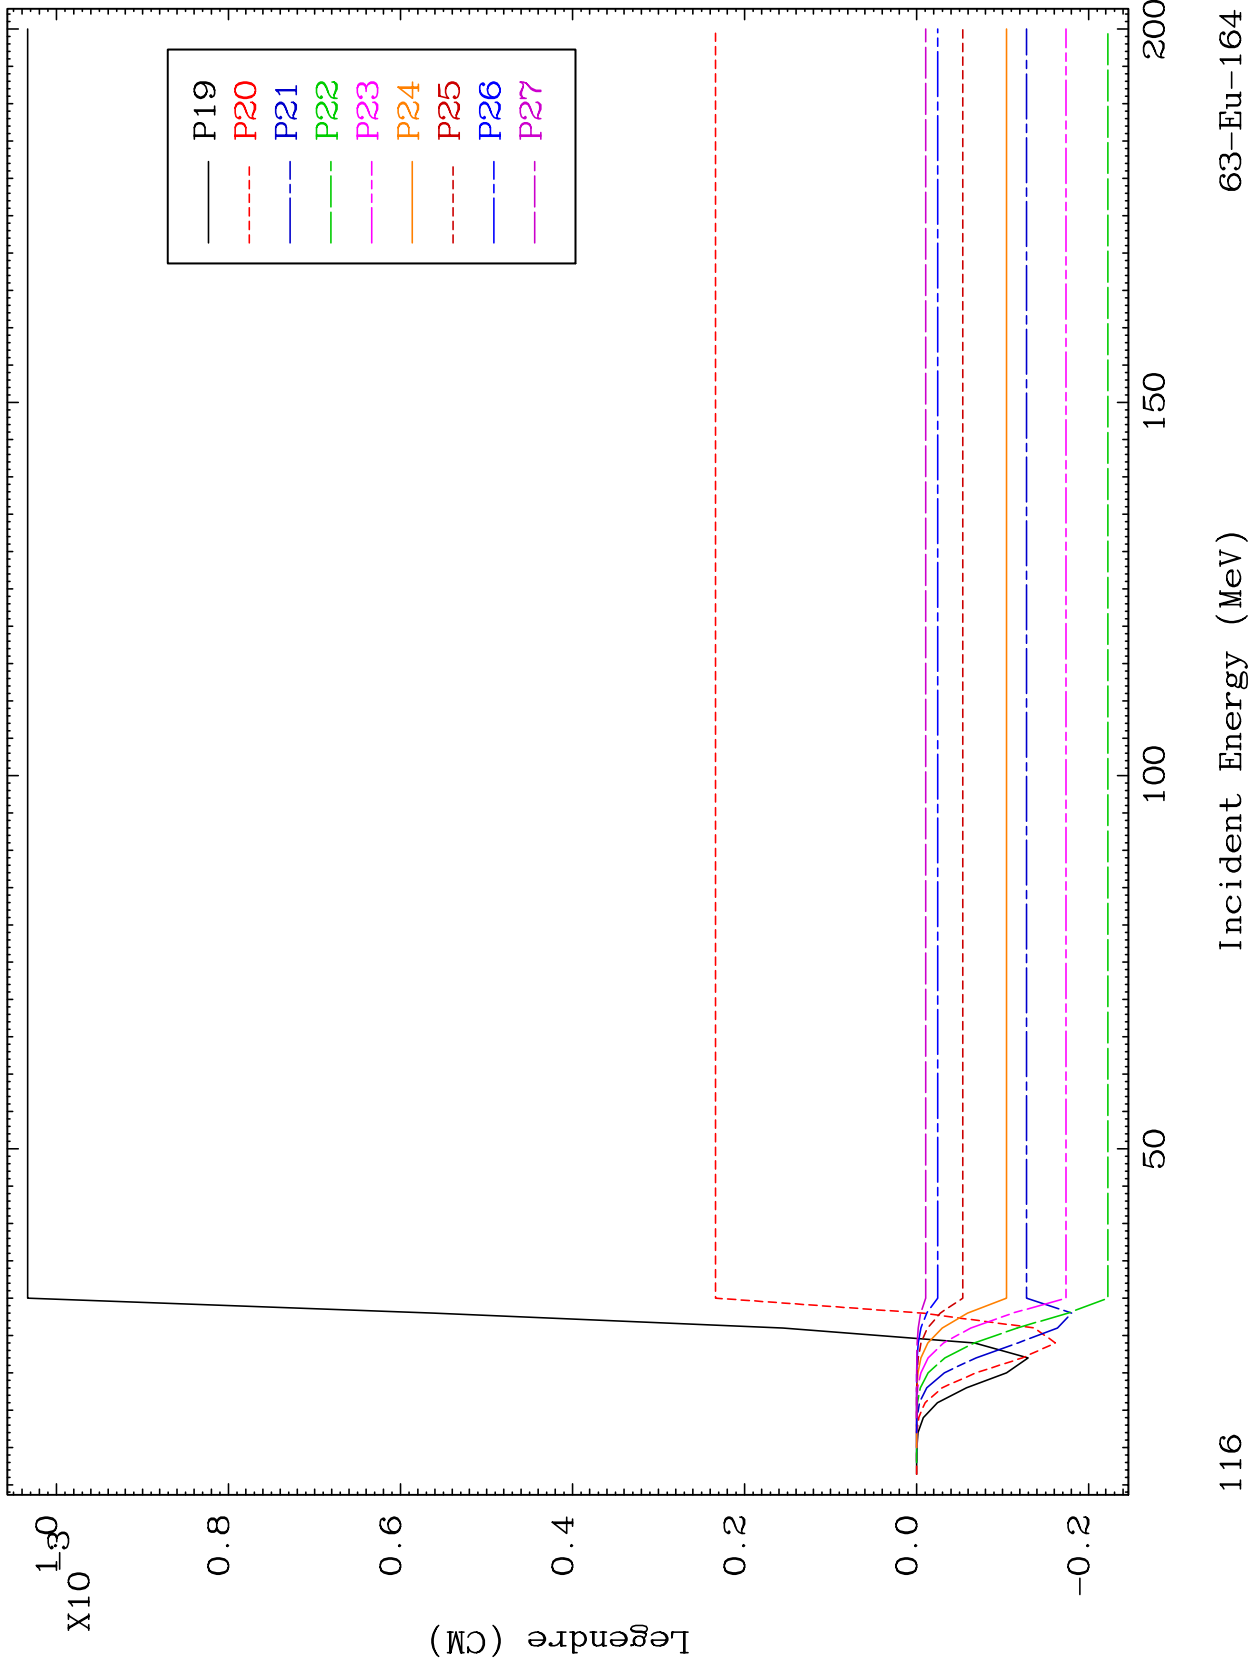 X10
-3
1.0
0.8
0.6
0.4
0.2
0.0
-0.2
Legendre (CM)
P19
P20
P21
P22
P23
P24
P25
P26
P27
50
100
150
200
Incident Energy (MeV)
116
63-Eu-164